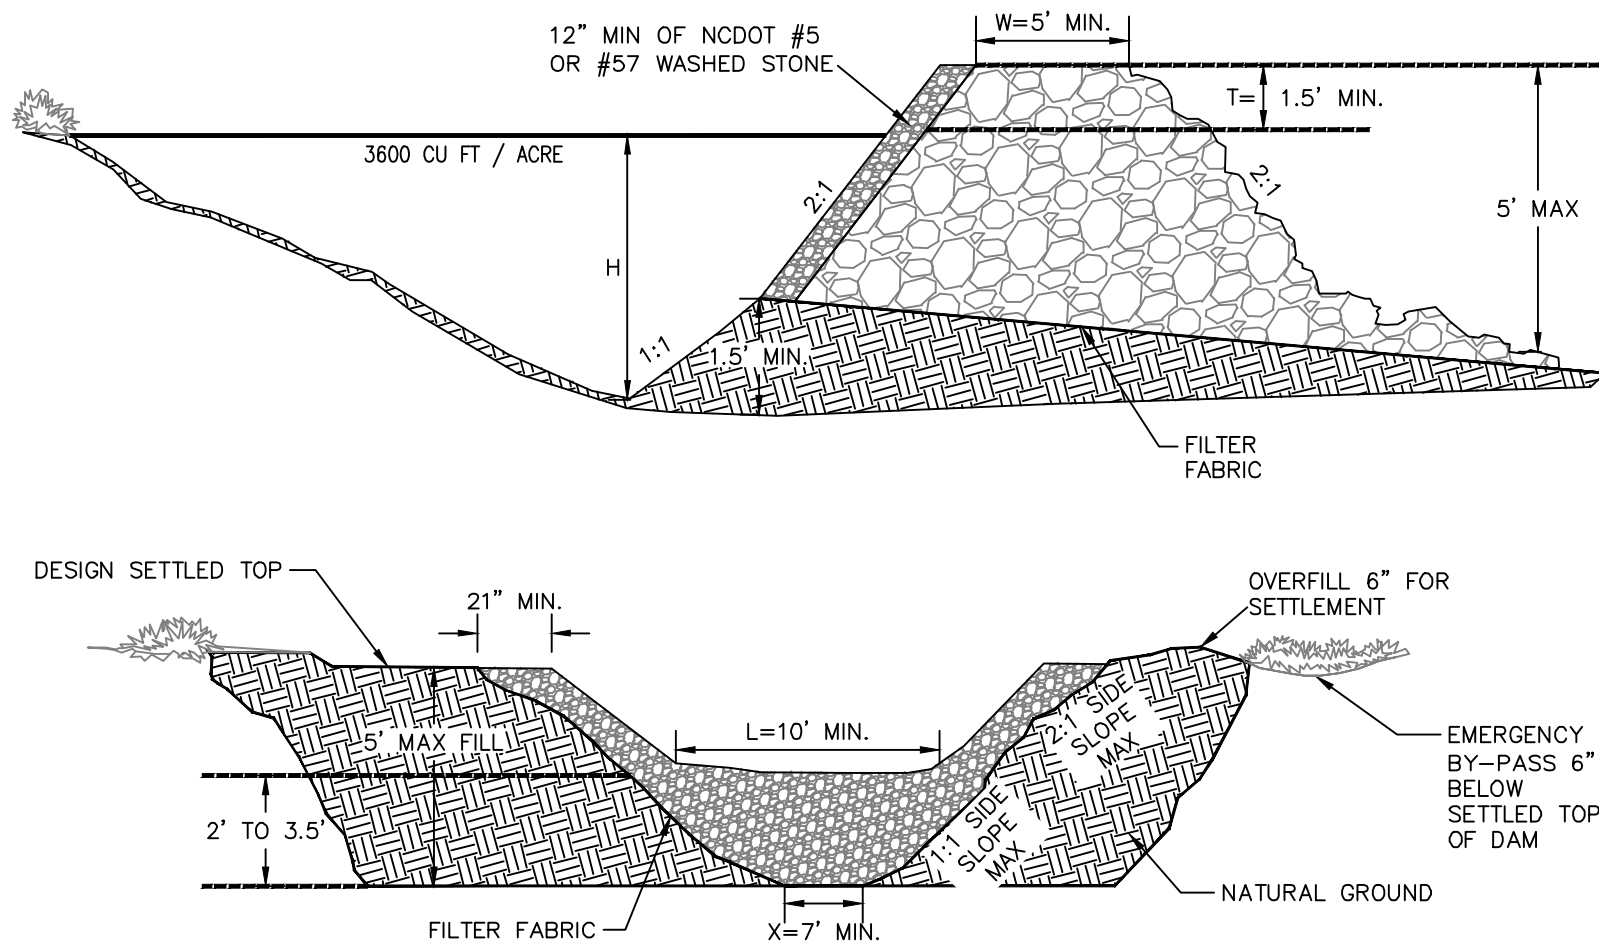 12” MIN OF NCDOT #5
OR #57 WASHED STONE
W=5’ MIN.
T= 1.5’ MIN.
3600 CU FT / ACRE
2:1
2:1
5’ MAX
H
1:1
1.5’ MIN.
FILTER
FABRIC
DESIGN SETTLED TOP
21” MIN.
OVERFILL 6” FOR
SETTLEMENT
L=10’ MIN.
5’ MAX FILL
2:1 SIDE
SLOPE
MAX
EMERGENCY
BY–PASS 6”
BELOW
SETTLED TOP
OF DAM
2’ TO 3.5’
1:1 SIDE
SLOPE
MAX
NATURAL GROUND
FILTER FABRIC
X=7’ MIN.